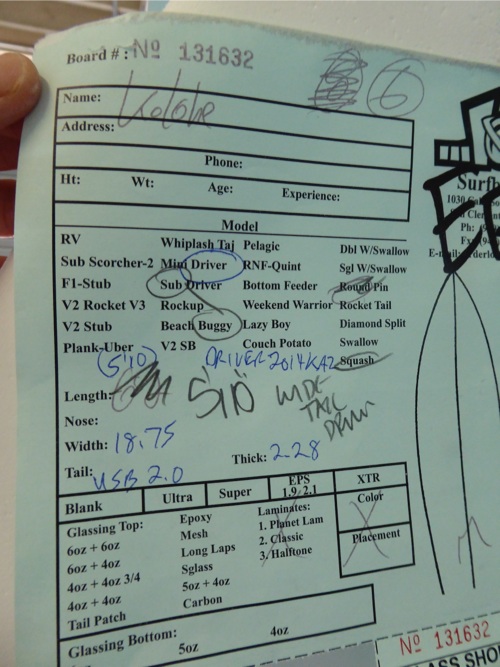 Board # : No 131632
6
Name: Kolohe
Address:
Phone:
Ht: Wt: Age: Experience:
Model
RV Whiplash Taj Pelagic Dbl W/Swallow
Sub Scorcher-2 Mini Driver RNF-Quint Sgl W/Swallow
F1-Stub Sub Driver Bottom Feeder Round Pin
V2 Rocket V3 Rockup Weekend Warrior Rocket Tail
V2 Stub Beach Buggy Lazy Boy Diamond Split
Plank-Uber V2 SB Couch Potato Swallow
(5'10) DRIVER 2014 KA2 Squash
Length: 5'10 WIDE TAIL DRIVER
Nose:
Width: 18.75 Thick: 2.28
Tail: USB 2.0
Blank Ultra Super EPS 1.9/2.1 XTR
Color
Placement
Glassing Top: Epoxy Laminates:
6oz + 6oz Mesh 1. Planet Lam
6oz + 4oz Long Laps 2. Classic
4oz + 4oz 3/4 Sglass 3. Halftone
4oz + 4oz 5oz + 4oz
Tail Patch Carbon
Glassing Bottom: 5oz 4oz
Surfb
1030
Ph:
E-mail:
No 131632